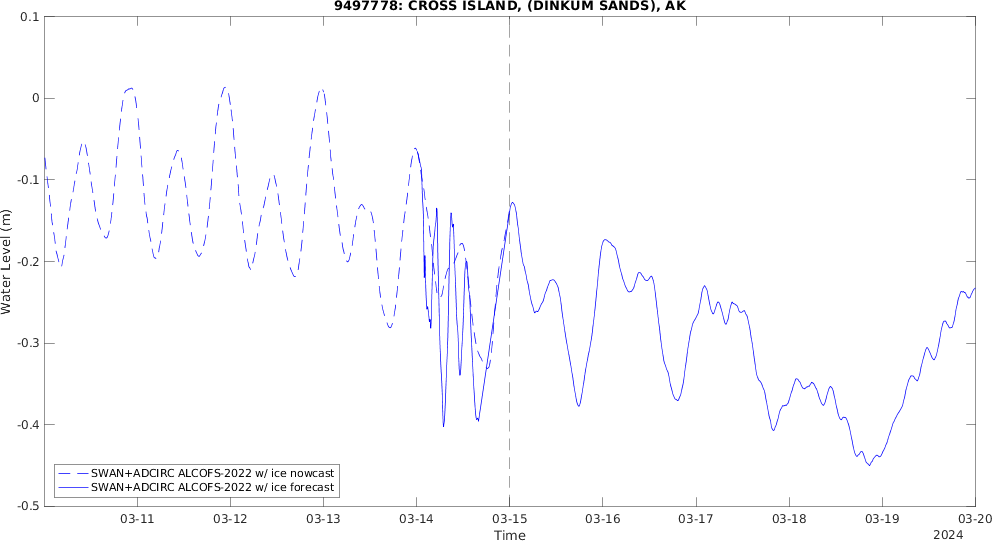 9497778: CROSS ISLAND, (DINKUM SANDS), AK
0.1
0
-0.1
-0.2
-0.3
-0.4
-0.5
Water Level (m)
SWAN+ADCIRC ALCOFS-2022 w/ ice nowcast
SWAN+ADCIRC ALCOFS-2022 w/ ice forecast
03-11 03-12 03-13 03-14 03-15 03-16 03-17 03-18 03-19 03-20
Time
2024